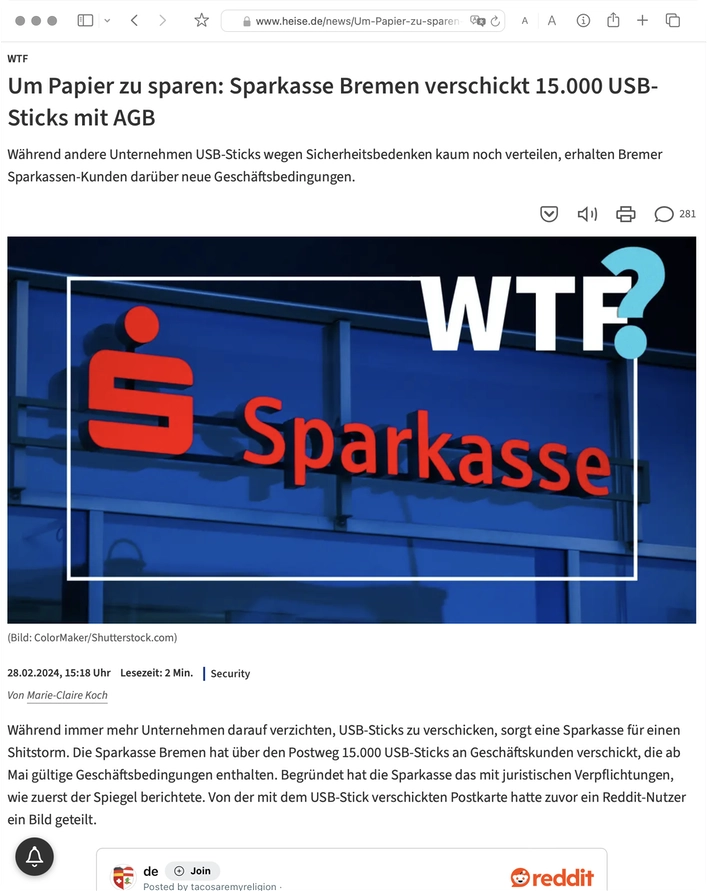 www.heise.de/news/Um-Papier-zu-sparen
A A
WTF
Um Papier zu sparen: Sparkasse Bremen verschickt 15.000 USB-
Sticks mit AGB
Während andere Unternehmen USB-Sticks wegen Sicherheitsbedenken kaum noch verteilen, erhalten Bremer
Sparkassen-Kunden darüber neue Geschäftsbedingungen.
281
WTF?
Sparkasse
(Bild: ColorMaker/Shutterstock.com)
28.02.2024, 15:18 Uhr Lesezeit: 2 Min. Security
Von Marie-Claire Koch
Während immer mehr Unternehmen darauf verzichten, USB-Sticks zu verschicken, sorgt eine Sparkasse für einen
Shitstorm. Die Sparkasse Bremen hat über den Postweg 15.000 USB-Sticks an Geschäftskunden verschickt, die ab
Mai gültige Geschäftsbedingungen enthalten. Begründet hat die Sparkasse das mit juristischen Verpflichtungen,
wie zuerst der Spiegel berichtete. Von der mit dem USB-Stick verschickten Postkarte hatte zuvor ein Reddit-Nutzer
ein Bild geteilt.
de Join
reddit
Posted by tacosaremyreligion ·